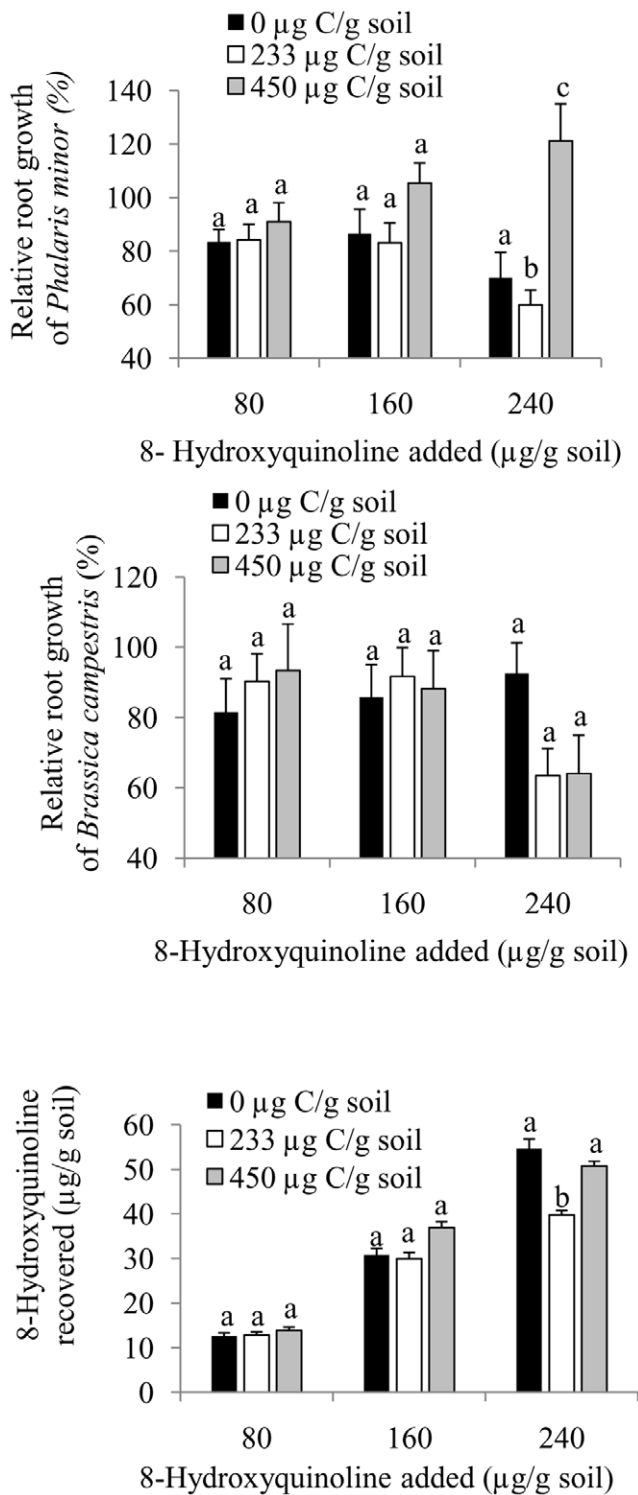 0 µg C/g soil
233 µg C/g soil
450 µg C/g soil
Relative root growth
of Phalaris minor (%)
140
120
100
80
60
40
a a a
a a a
a b c
80 160 240
8- Hydroxyquinoline added (µg/g soil)
0 µg C/g soil
233 µg C/g soil
450 µg C/g soil
Relative root growth
of Brassica campestris (%)
120
100
80
60
40
a a a
a a a
a a a
80 160 240
8-Hydroxyquinoline added (µg/g soil)
8-Hydroxyquinoline
recovered (µg/g soil)
0 µg C/g soil
233 µg C/g soil
450 µg C/g soil
60
50
40
30
20
10
0
a a a
a a a
a b a
80 160 240
8-Hydroxyquinoline added (µg/g soil)